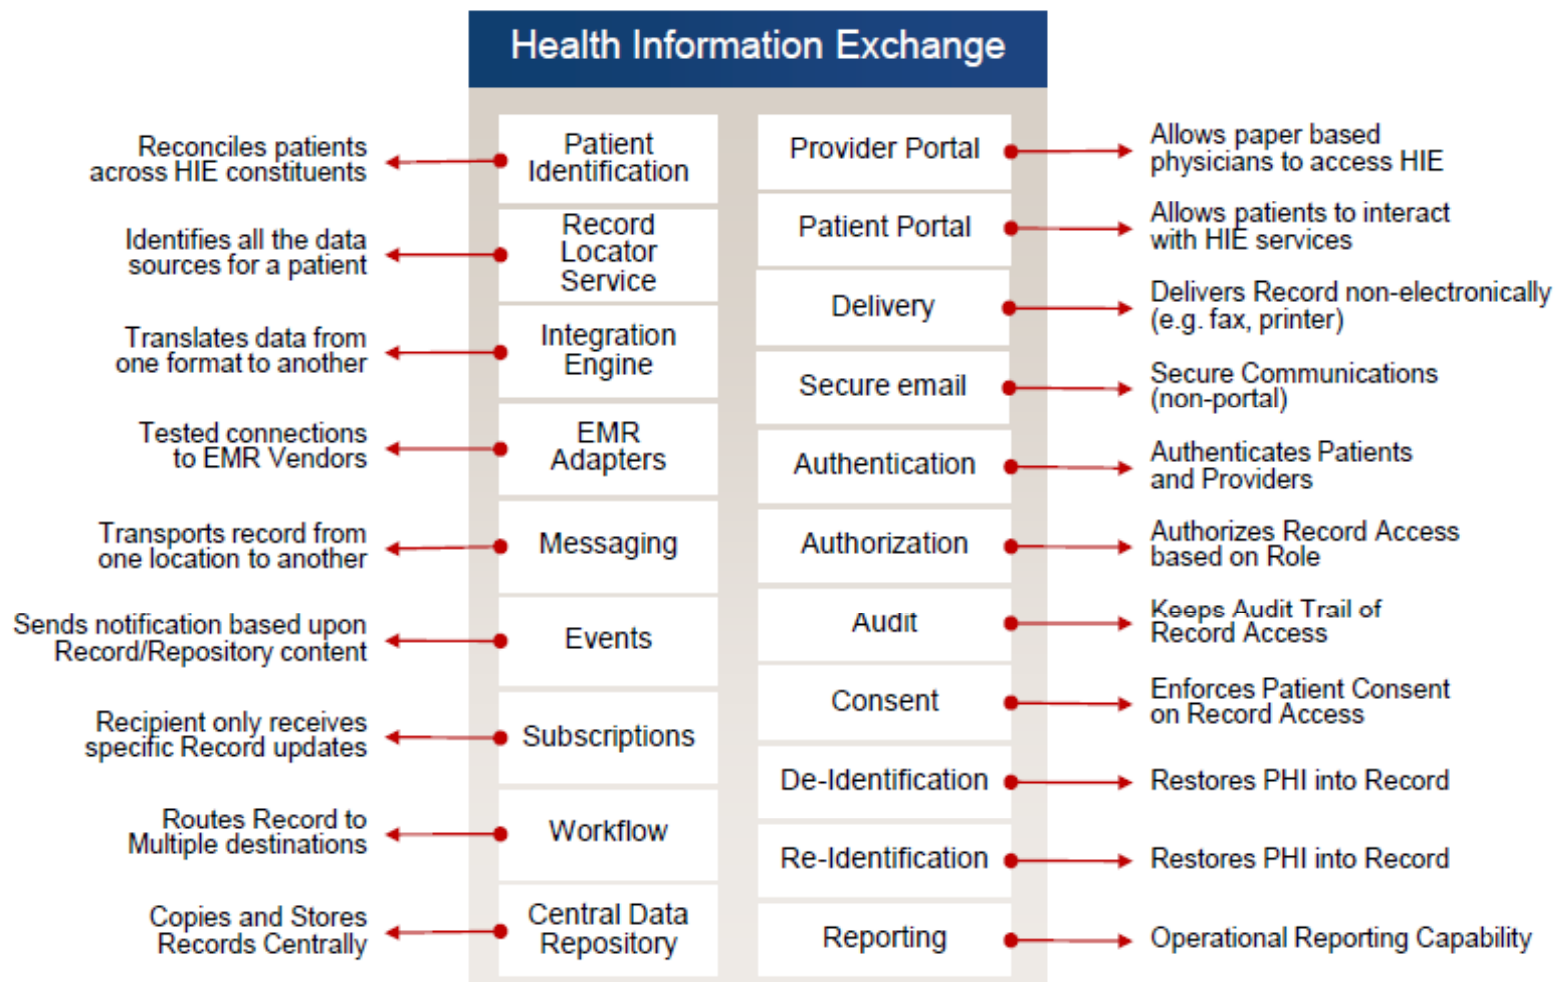 Health Information Exchange
Reconciles patients
across HIE constituents
Patient
Identification
Identifies all the data
sources for a patient
Record
Locator
Service
Translates data from
one format to another
Integration
Engine
Tested connections
to EMR Vendors
EMR
Adapters
Transports record from
one location to another
Messaging
Sends notification based upon
Record/Repository content
Events
Recipient only receives
specific Record updates
Subscriptions
Routes Record to
Multiple destinations
Workflow
Copies and Stores
Records Centrally
Central Data
Repository
Provider Portal
Allows paper based
physicians to access HIE
Patient Portal
Allows patients to interact
with HIE services
Delivery
Delivers Record non-electronically
(e.g. fax, printer)
Secure email
Secure Communications
(non-portal)
Authentication
Authenticates Patients
and Providers
Authorization
Authorizes Record Access
based on Role
Audit
Keeps Audit Trail of
Record Access
Consent
Enforces Patient Consent
on Record Access
De-Identification
Restores PHI into Record
Re-Identification
Restores PHI into Record
Reporting
Operational Reporting Capability